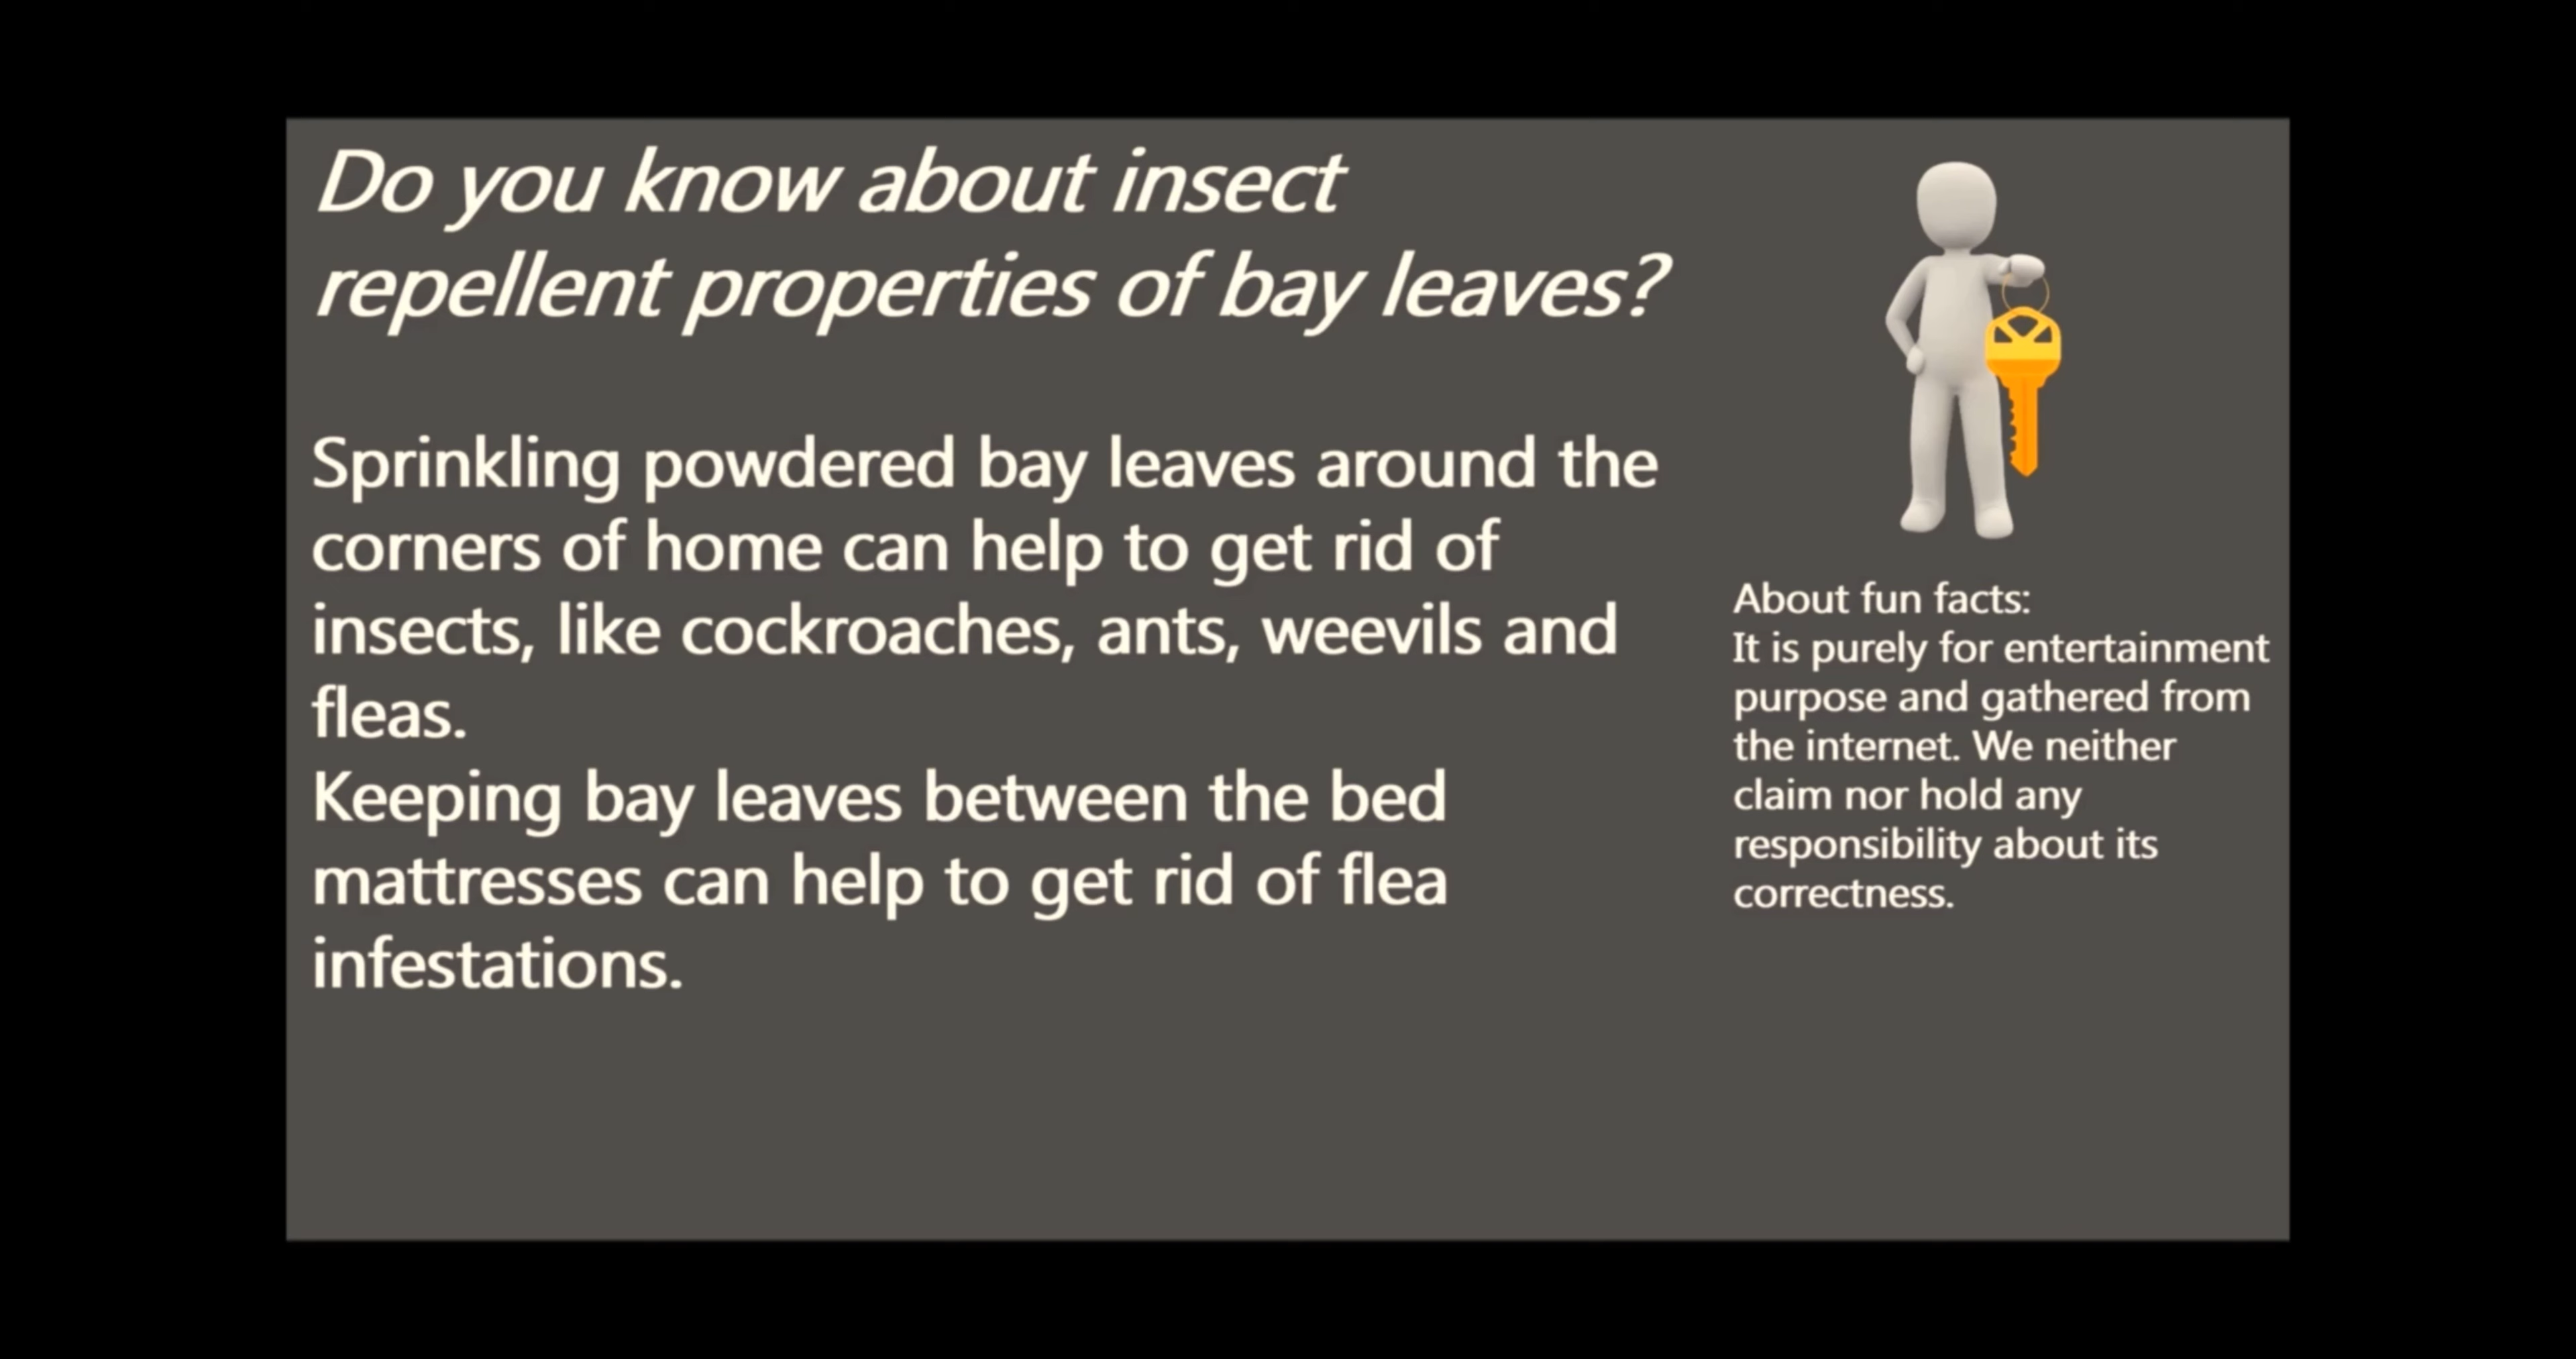 Do you know about insect
repellent properties of bay leaves?
Sprinkling powdered bay leaves around the
corners of home can help to get rid of
insects, like cockroaches, ants, weevils and
fleas.
Keeping bay leaves between the bed
mattresses can help to get rid of flea
infestations.
About fun facts:
It is purely for entertainment
purpose and gathered from
the internet. We neither
claim nor hold any
responsibility about its
correctness.